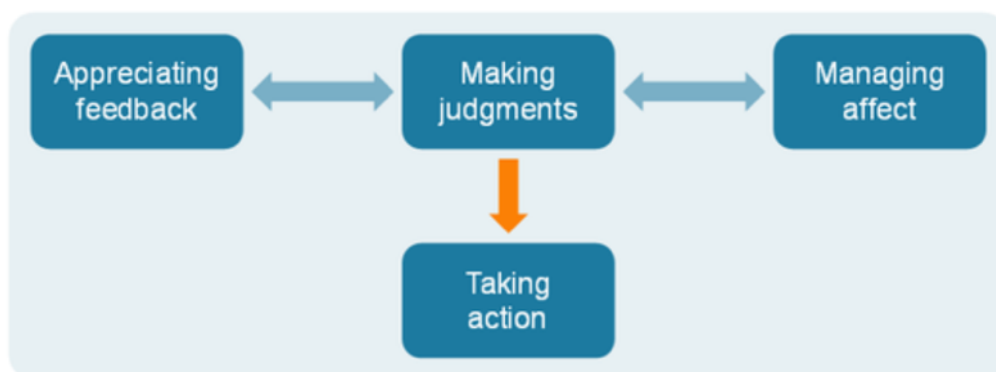 Appreciating
feedback
Making
judgments
Managing
affect
Taking
action